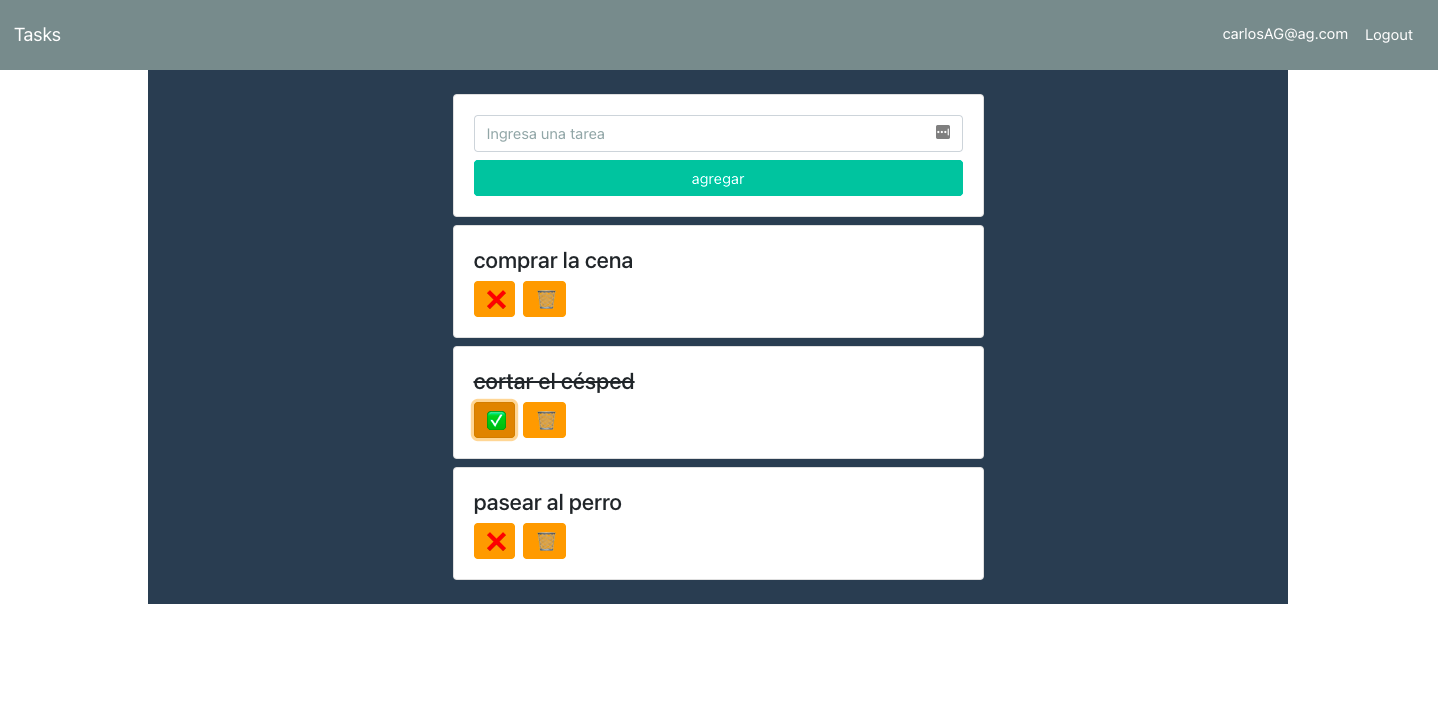 Tasks
carlosAG@ag.com Logout
Ingresa una tarea
agregar
comprar la cena
cortar el césped
pasear al perro